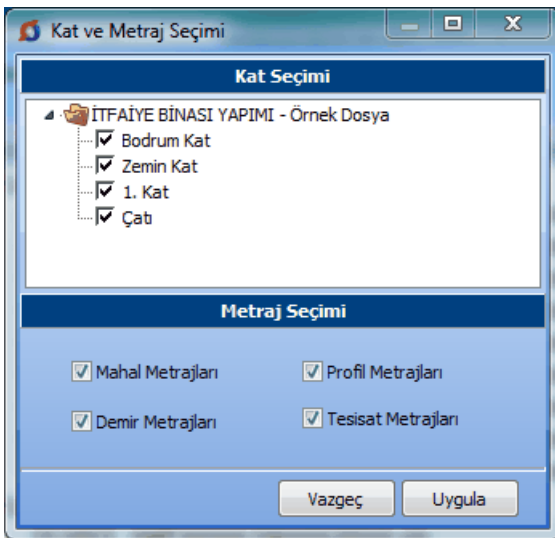 Kat ve Metraj Seçimi
Kat Seçimi
İTFAİYE BİNASI YAPIMI - Örnek Dosya
Bodrum Kat
Zemin Kat
1. Kat
Çatı
Metraj Seçimi
Mahal Metrajları
Profil Metrajları
Demir Metrajları
Tesisat Metrajları
Vazgeç
Uygula